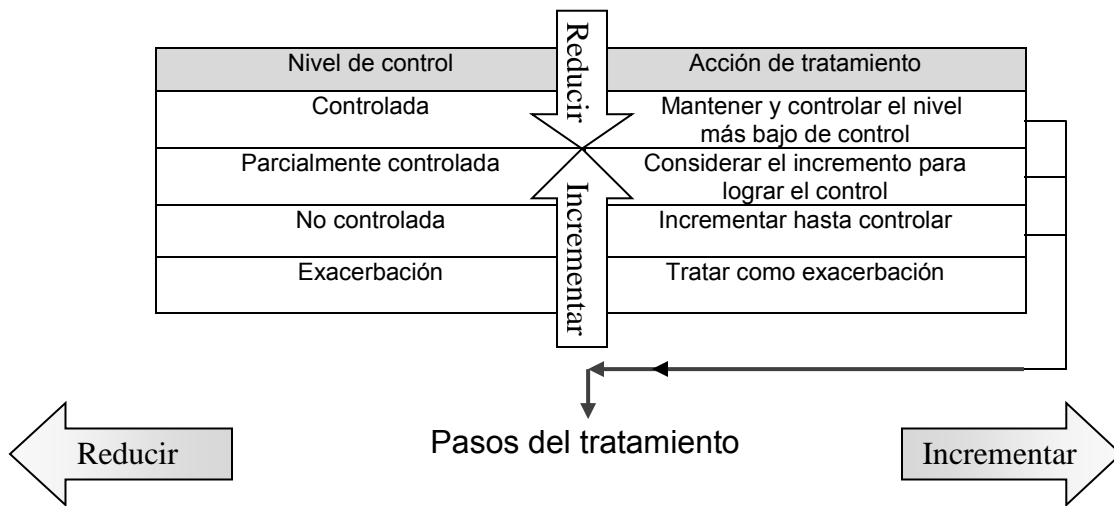 Nivel de control
Reducir
Acción de tratamiento
Controlada
Mantener y controlar el nivel
más bajo de control
Parcialmente controlada
Incrementar
Considerar el incremento para
lograr el control
No controlada
Incrementar hasta controlar
Exacerbación
Tratar como exacerbación
Reducir
Pasos del tratamiento
Incrementar